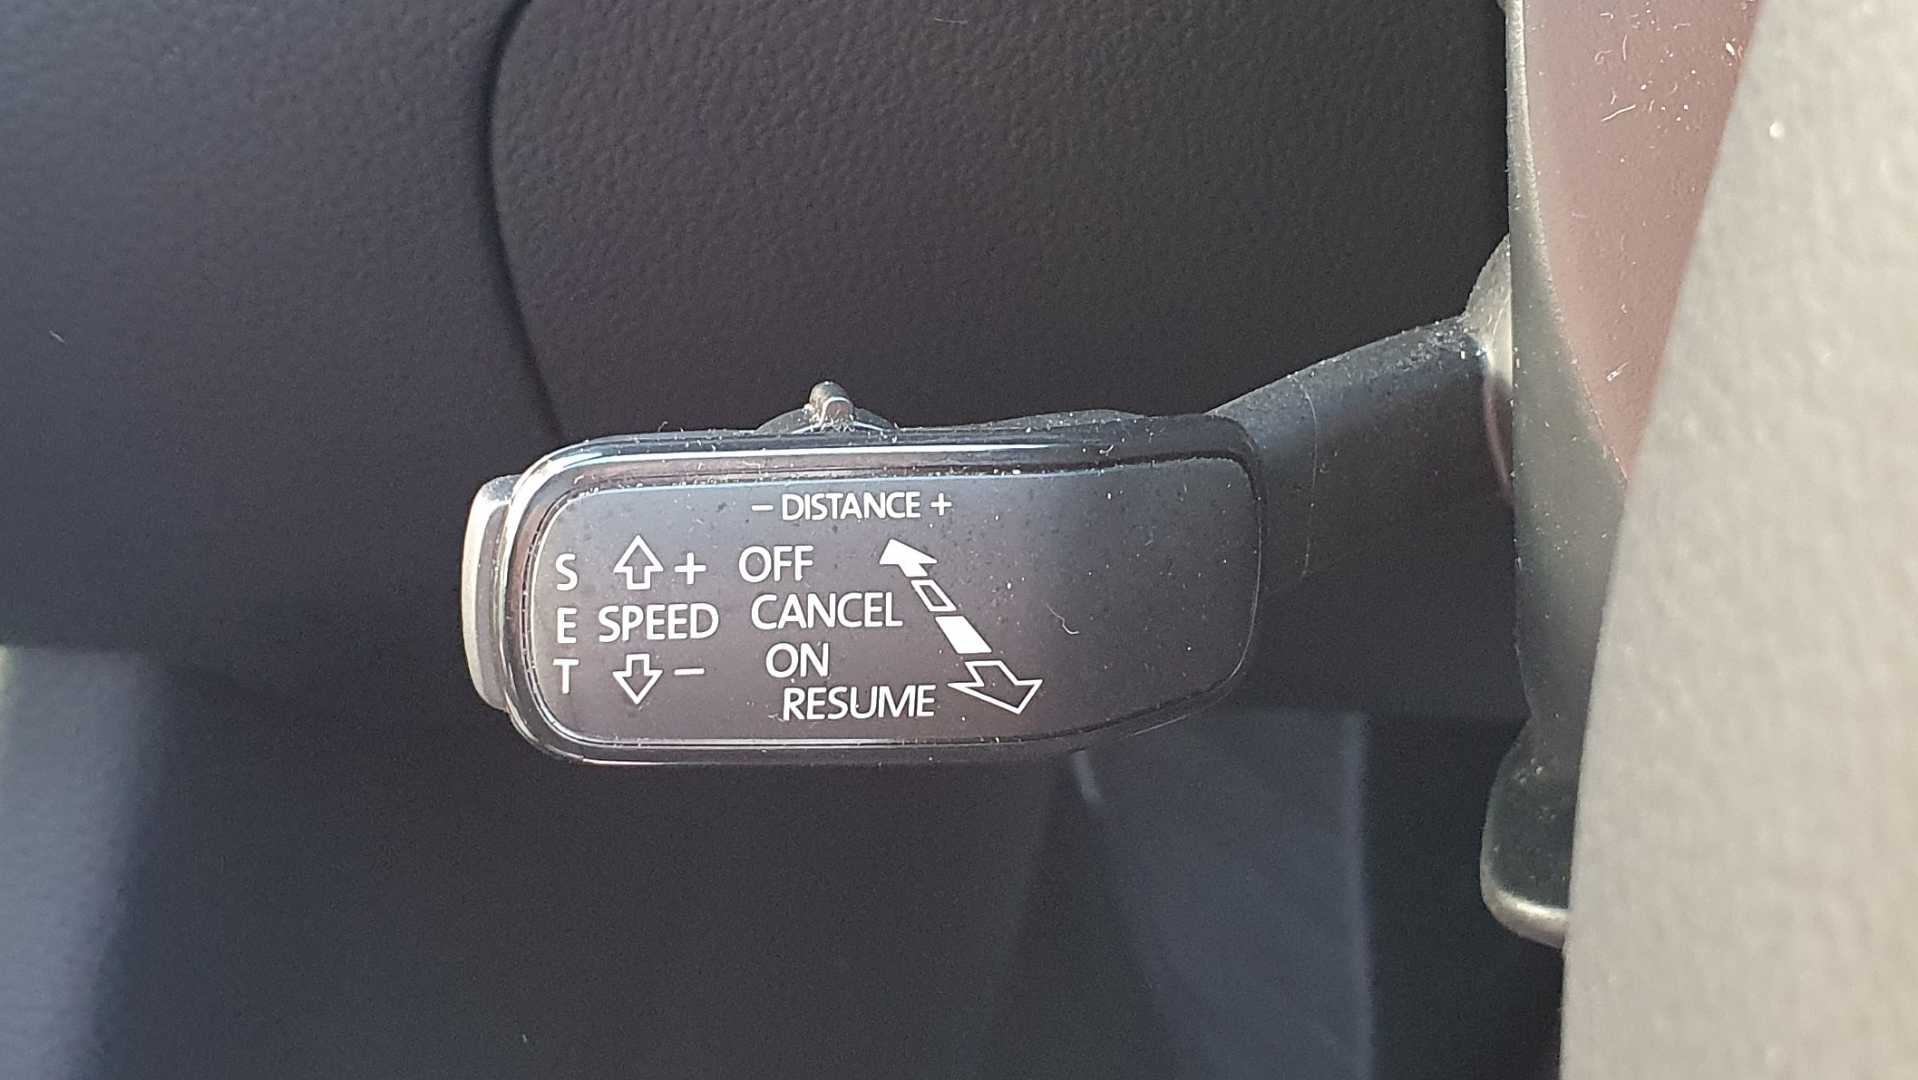 – DISTANCE +
S + OFF
E SPEED CANCEL
T – ON
RESUME